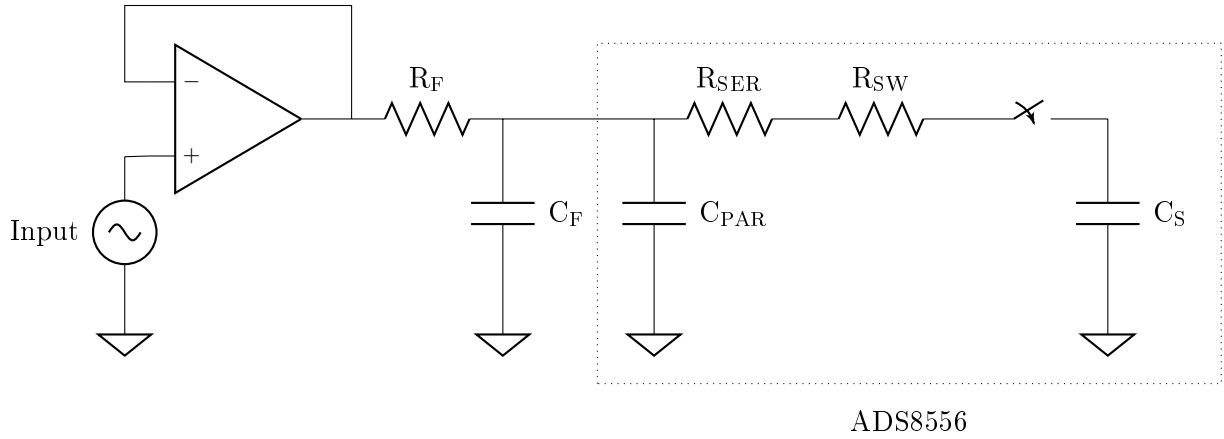 R_F
R_SER
R_SW
−
+
Input
C_F
C_PAR
C_S
ADS8556